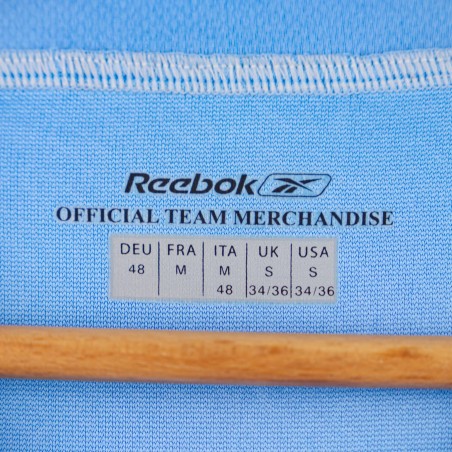 Reebok
OFFICIAL TEAM MERCHANDISE
DEU FRA ITA UK USA
48 M M S S
48 34/36 34/36